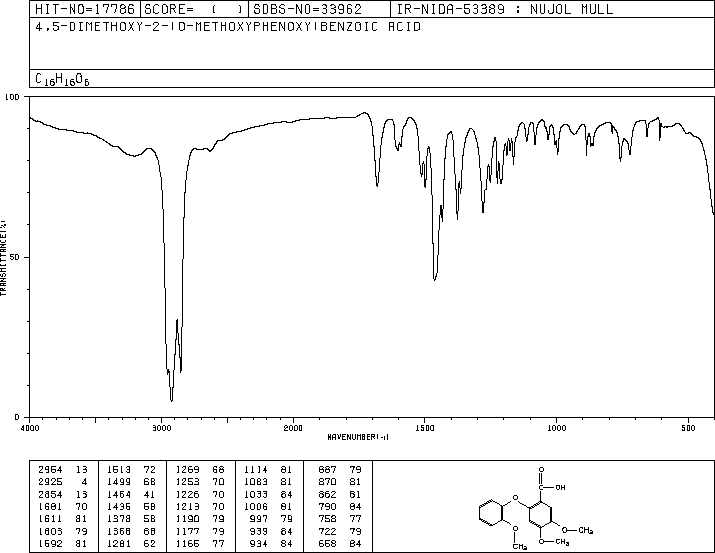 HIT-NO=17786 SCORE= ( ) SDBS-NO=33962 IR-NIDA-53389 : NUJOL MULL
4,5-DIMETHOXY-2-(O-METHOXYPHENOXY)BENZOIC ACID
C16H16O6
100
50
0
TRANSMITTANCE(%)
4000 3000 2000 1500 1000 500
WAVENUMBER(-1)
2954 13 1513 72 1269 68 1114 81 887 79
2925 4 1499 68 1253 70 1083 81 870 81
2854 13 1464 41 1226 70 1033 84 862 81
1681 70 1436 58 1213 70 1006 81 790 84
1611 81 1378 58 1190 79 997 79 758 77
1603 79 1368 68 1177 79 939 84 722 79
1592 81 1281 62 1165 77 934 84 658 84
O
C—OH
O
O—CH3
O—CH3
O
CH3